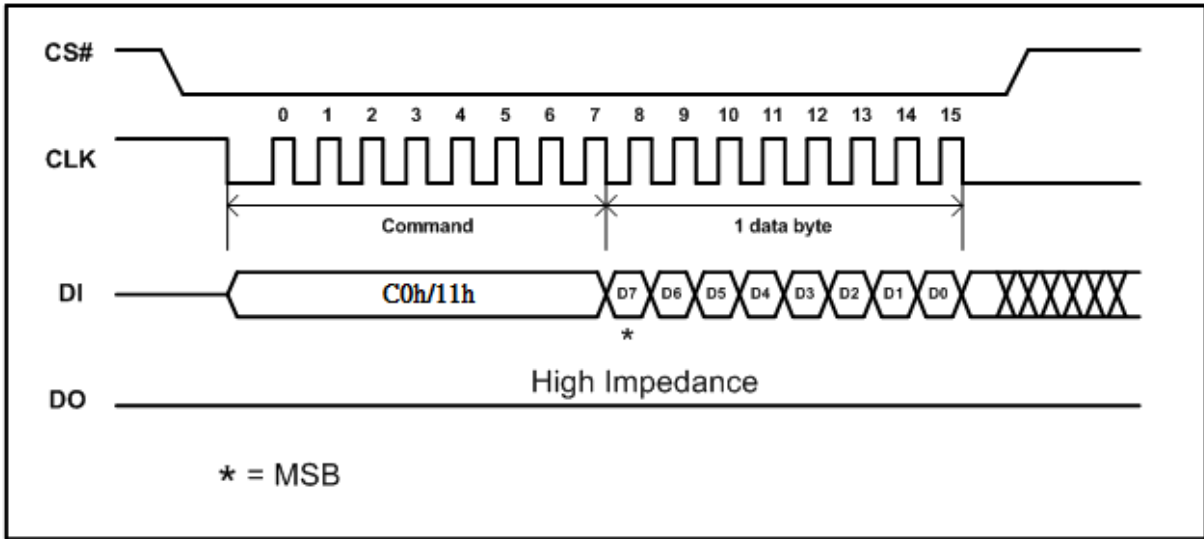 CS#
0 1 2 3 4 5 6 7 8 9 10 11 12 13 14 15
CLK
Command 1 data byte
DI C0h/11h D7 D6 D5 D4 D3 D2 D1 D0
*
High Impedance
DO
* = MSB